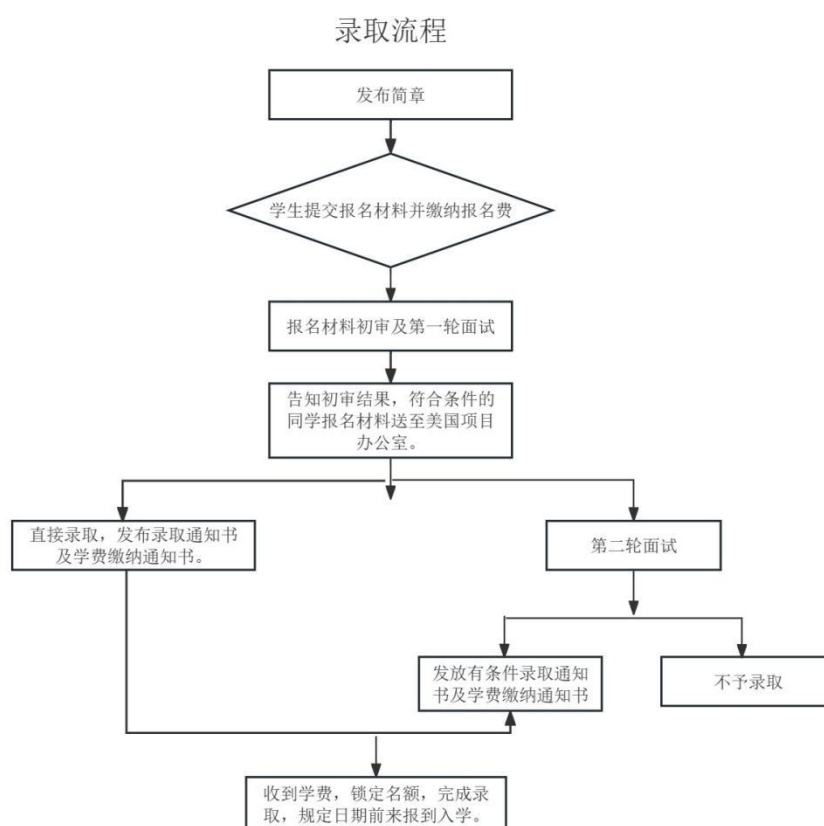 录取流程
发布简章
学生提交报名材料并缴纳报名费
报名材料初审及第一轮面试
告知初审结果，符合条件的
同学报名材料送至美国项目
办公室。
直接录取，发布录取通知书
及学费缴纳通知书。
第二轮面试
发放有条件录取通知
书及学费缴纳通知书
不予录取
收到学费，锁定名额，完成录
取，规定日期前来报到入学。